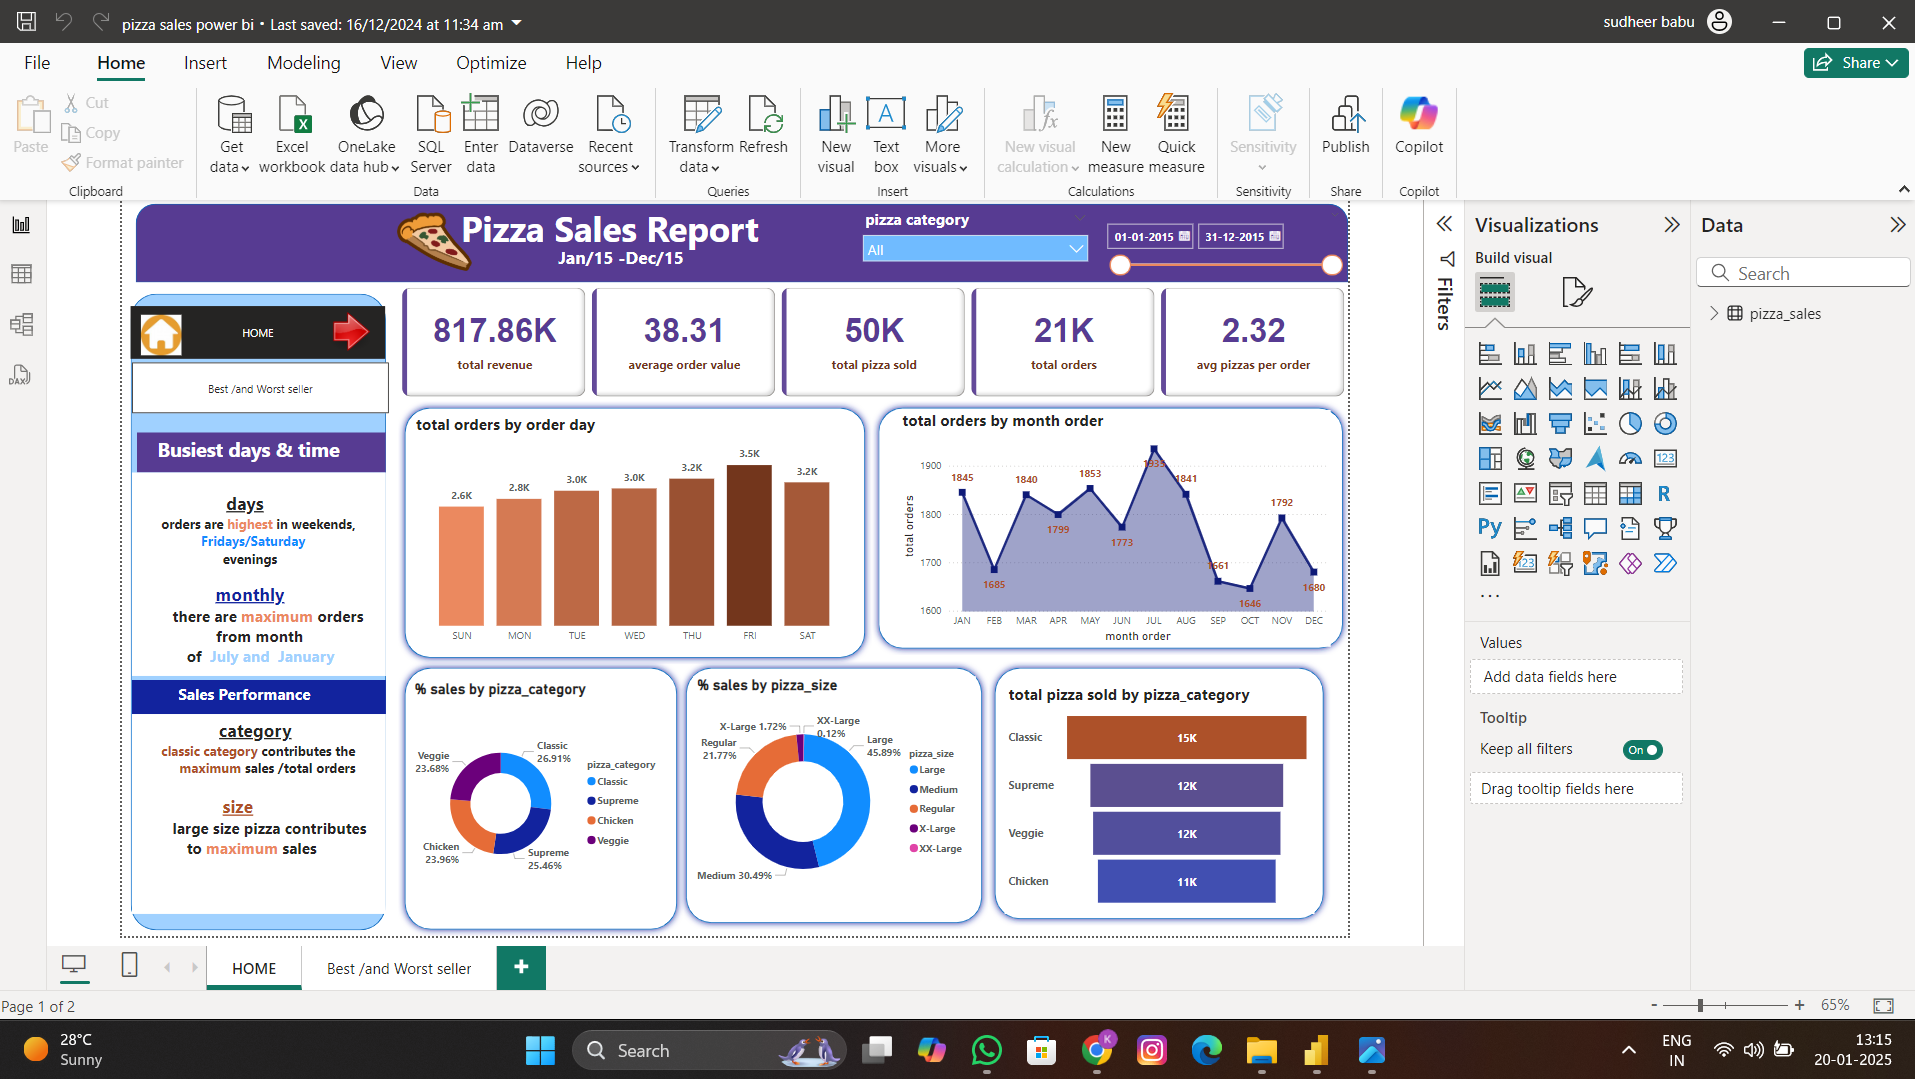 pizza sales power bi • Last saved: 16/12/2024 at 11:34 am
sudheer babu
File Home Insert Modeling View Optimize Help
Share
Paste
Cut
Copy
Format painter
Clipboard
Get data
Excel workbook
OneLake data hub
SQL Server
Enter data
Dataverse
Recent sources
Data
Transform data
Refresh
Queries
New visual
Text box
More visuals
Insert
New visual calculation
New measure
Quick measure
Calculations
Sensitivity
Sensitivity
Publish
Share
Copilot
Copilot
Pizza Sales Report
Jan/15 -Dec/15
pizza category
All
01-01-2015 31-12-2015
HOME
Best /and Worst seller
Busiest days & time
days
orders are highest in weekends,
Fridays/Saturday
evenings
monthly
there are maximum orders
from month
of July and January
Sales Performance
category
classic category contributes the
maximum sales /total orders
size
large size pizza contributes
to maximum sales
817.86K
total revenue
38.31
average order value
50K
total pizza sold
21K
total orders
2.32
avg pizzas per order
total orders by order day
2.6K 2.8K 3.0K 3.0K 3.2K 3.5K 3.2K
SUN MON TUE WED THU FRI SAT
total orders by month order
total orders
1900
1800
1700
1600
1845 1685 1840 1799 1853 1773 1935 1841 1661 1646 1792 1680
JAN FEB MAR APR MAY JUN JUL AUG SEP OCT NOV DEC
month order
% sales by pizza_category
Veggie 23.68%
Classic 26.91%
Chicken 23.96%
Supreme 25.46%
pizza_category
Classic
Supreme
Chicken
Veggie
% sales by pizza_size
X-Large 1.72%
XX-Large 0.12%
Regular 21.77%
Large 45.89%
Medium 30.49%
pizza_size
Large
Medium
Regular
X-Large
XX-Large
total pizza sold by pizza_category
Classic 15K
Supreme 12K
Veggie 12K
Chicken 11K
Filters
Visualizations
Build visual
123
R
Py
123
...
Values
Add data fields here
Tooltip
Keep all filters
On
Drag tooltip fields here
Data
Search
pizza_sales
DAX
HOME
Best /and Worst seller
+
Page 1 of 2
- + 65%
28°C
Sunny
Search
K
ENG
IN
13:15
20-01-2025